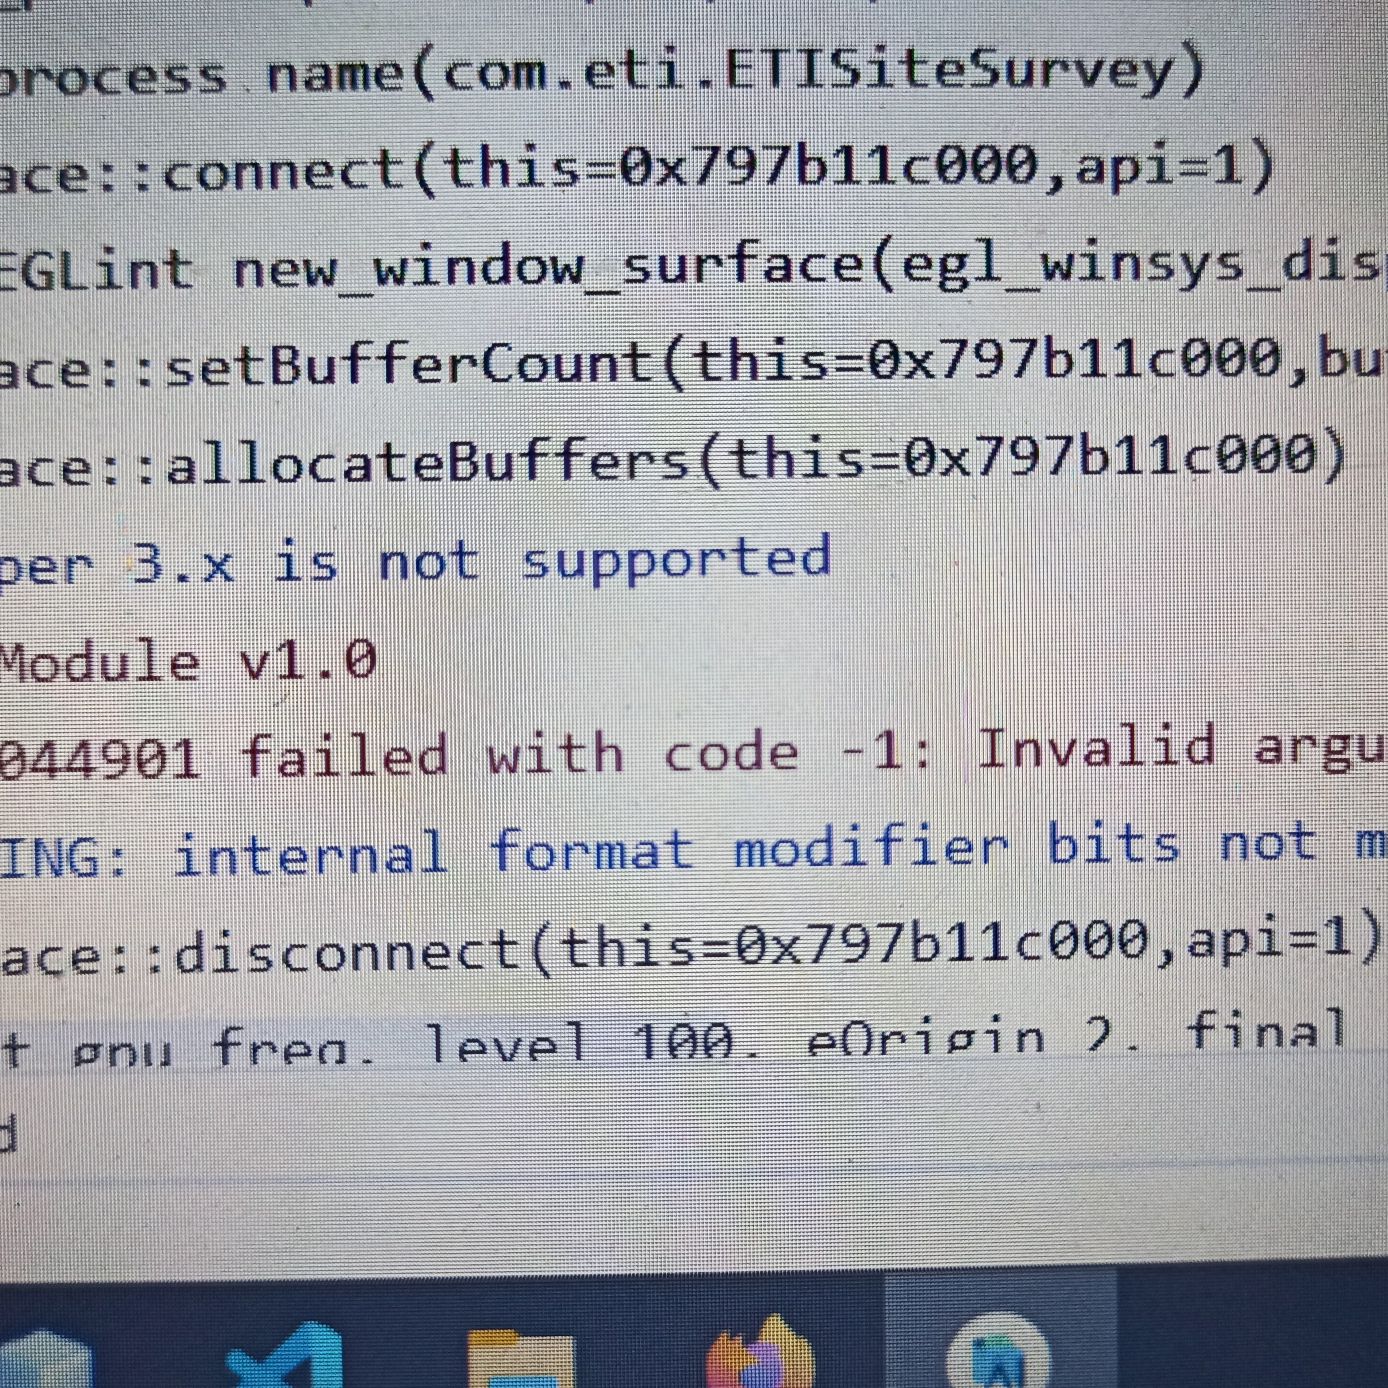 process name(com.eti.ETISiteSurvey)
ace::connect(this=0x797b11c000,api=1)
EGLint new_window_surface(egl_winsys_disp
ace::setBufferCount(this=0x797b11c000,bu
ace::allocateBuffers(this=0x797b11c000)
per 3.x is not supported
Module v1.0
044901 failed with code -1: Invalid argu
ING: internal format modifier bits not m
ace::disconnect(this=0x797b11c000,api=1)
t gpu freq. level 100. eOrigin 2. final
d